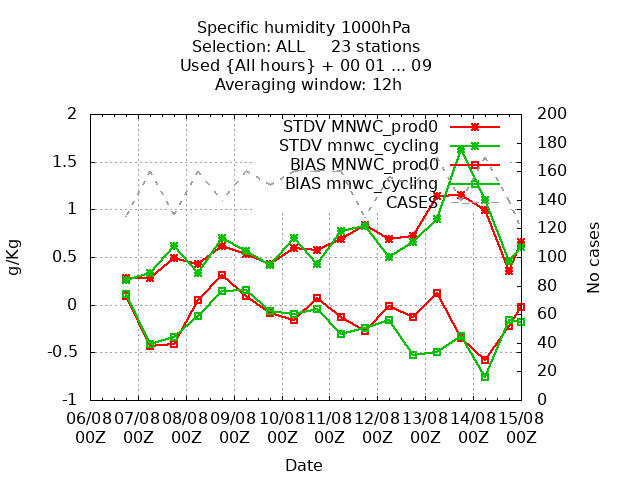 Specific humidity 1000hPa
Selection: ALL     23 stations
Used {All hours} + 00 01 ... 09
Averaging window: 12h
STDV MNWC_prod0
STDV mnwc_cycling
BIAS MNWC_prod0
BIAS mnwc_cycling
CASES
g/Kg
2
1.5
1
0.5
0
-0.5
-1
No cases
200
180
160
140
120
100
80
60
40
20
0
06/08 07/08 08/08 09/08 10/08 11/08 12/08 13/08 14/08 15/08
00Z 00Z 00Z 00Z 00Z 00Z 00Z 00Z 00Z 00Z
Date